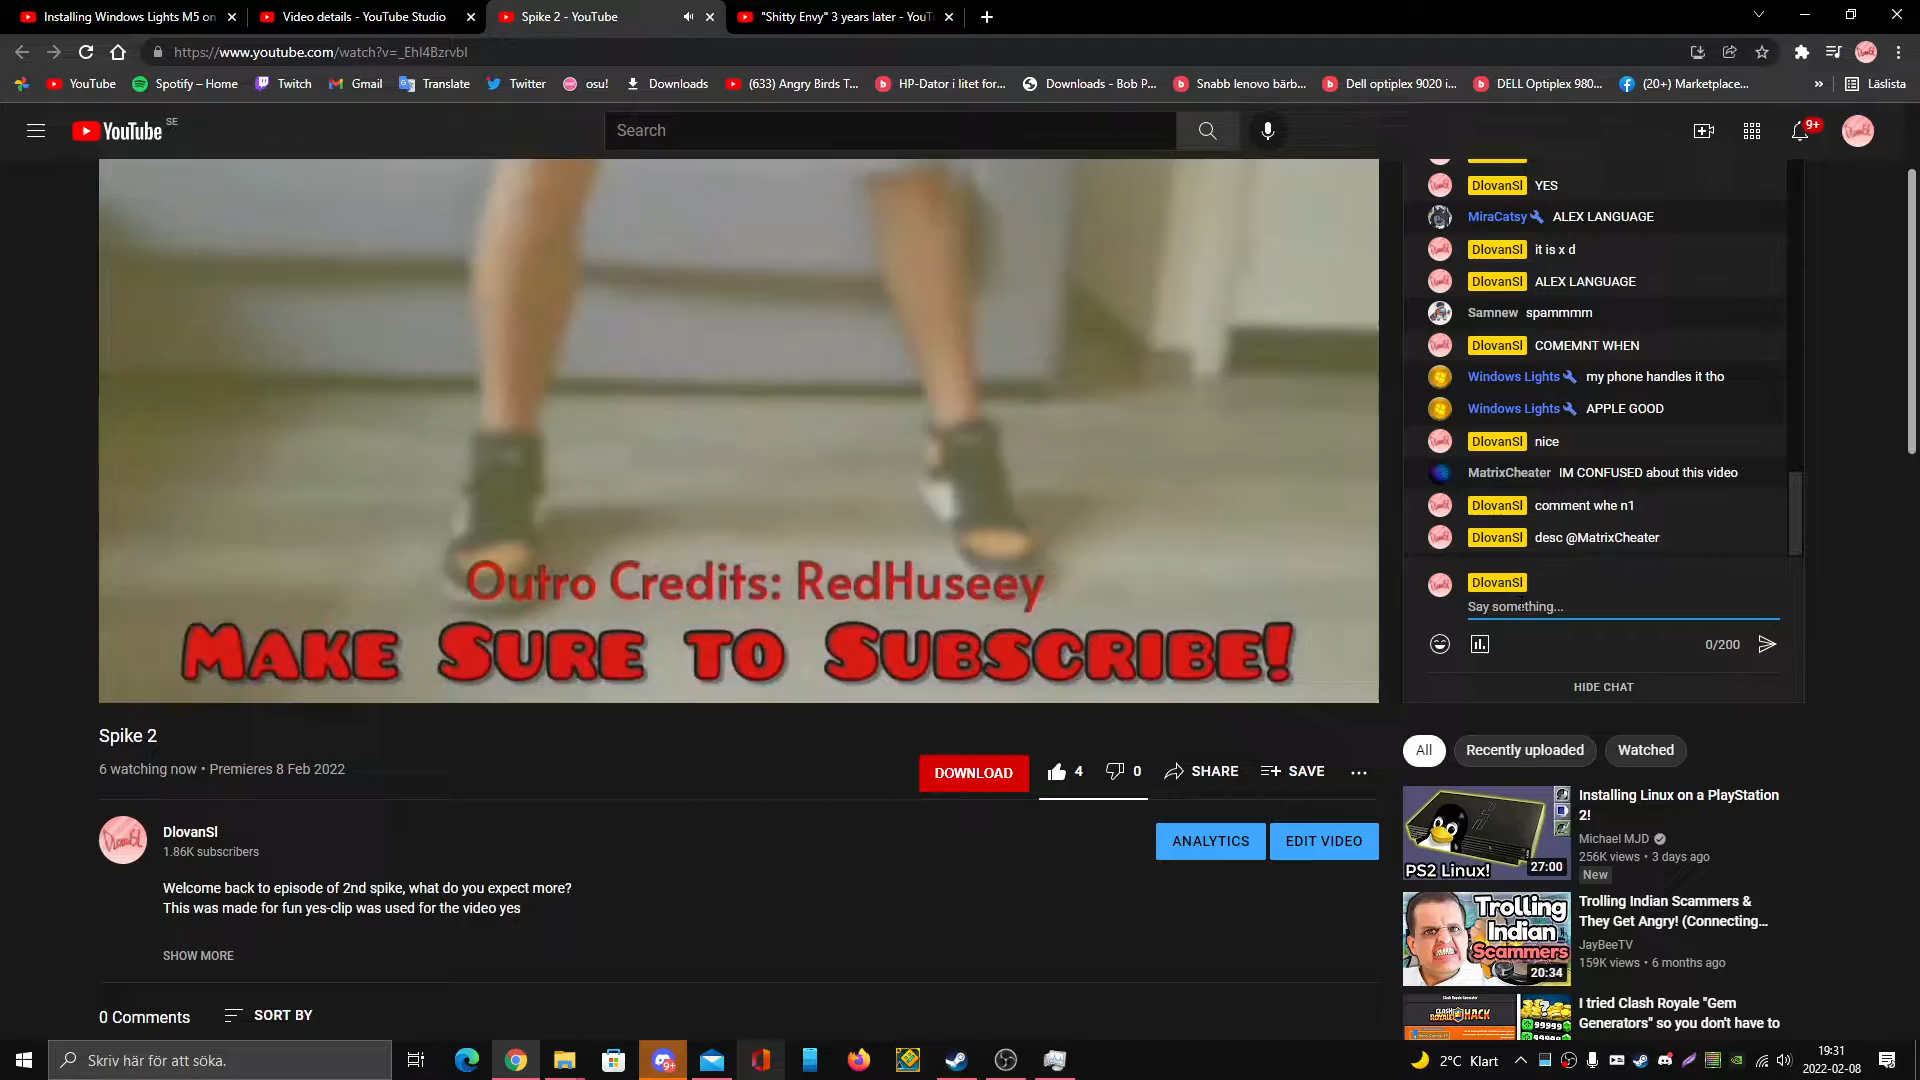 Installing Windows Lights M5 on
Video details - YouTube Studio
Spike 2 - YouTube
"Shitty Envy" 3 years later - YouT
https://www.youtube.com/watch?v=_EhI4BzrvbI
YouTube
Spotify – Home
Twitch
Gmail
Translate
Twitter
osu!
Downloads
(633) Angry Birds T...
HP-Dator i litet for...
Downloads - Bob P...
Snabb lenovo bärb...
Dell optiplex 9020 i...
DELL Optiplex 980...
(20+) Marketplace...
»
Läslista
YouTube SE
Search
9+
DlovanSl YES
MiraCatsy ALEX LANGUAGE
DlovanSl it is x d
DlovanSl ALEX LANGUAGE
Samnew spammmm
DlovanSl COMEMNT WHEN
Windows Lights my phone handles it tho
Windows Lights APPLE GOOD
DlovanSl nice
MatrixCheater IM CONFUSED about this video
DlovanSl comment whe n1
DlovanSl desc @MatrixCheater
DlovanSl
Say something...
0/200
HIDE CHAT
Outro Credits: RedHuseey
Make Sure to Subscribe!
Spike 2
6 watching now • Premieres 8 Feb 2022
DOWNLOAD
4
0
SHARE
SAVE
DlovanSl
1.86K subscribers
ANALYTICS
EDIT VIDEO
Welcome back to episode of 2nd spike, what do you expect more?
This was made for fun yes-clip was used for the video yes
SHOW MORE
0 Comments
SORT BY
All
Recently uploaded
Watched
PS2 Linux!
27:00
Installing Linux on a PlayStation
2!
Michael MJD
256K views • 3 days ago
New
Trolling
Indian
Scammers
20:34
Trolling Indian Scammers &
They Get Angry! (Connecting...
JayBeeTV
159K views • 6 months ago
Clash Royale Generator
HACK
99999
I tried Clash Royale "Gem
Generators" so you don't have to
Skriv här för att söka.
9+
2°C Klart
19:31
2022-02-08